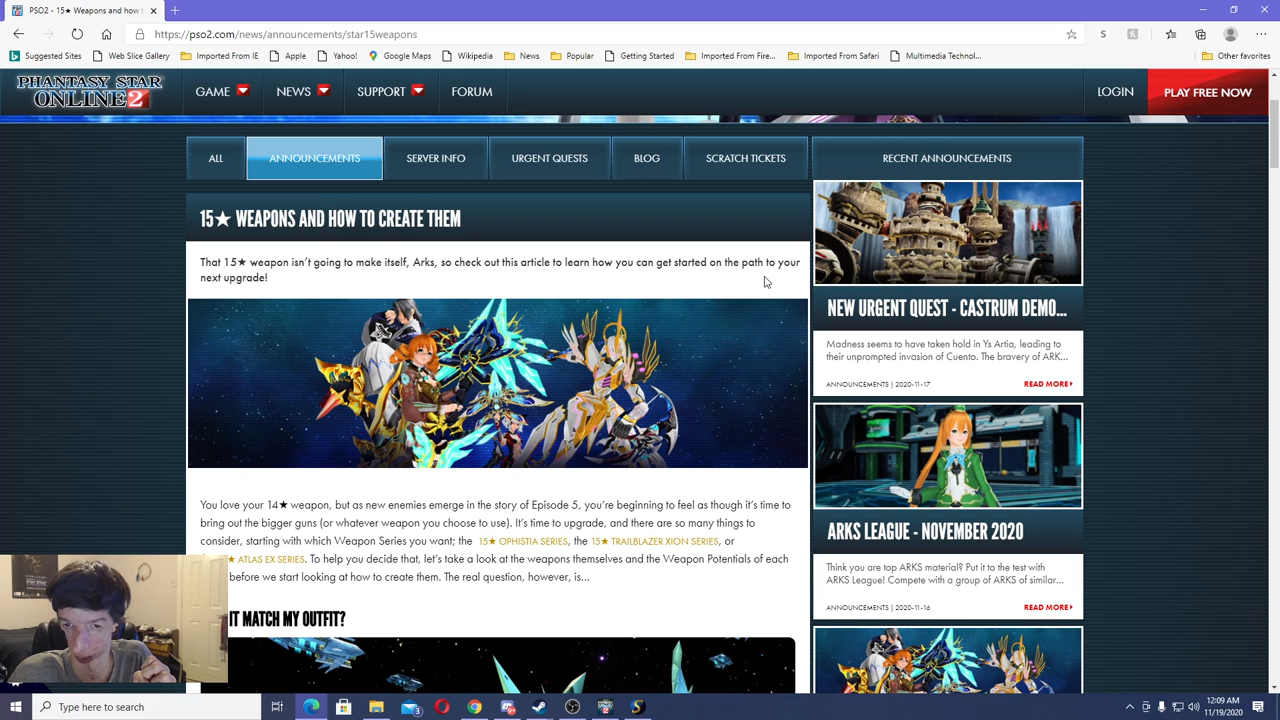 PSO2 - 15★ Weapons and how t
https://pso2.com/news/announcements/star15weapons
Suggested Sites
Web Slice Gallery
Imported From IE
Apple
Yahoo!
Google Maps
Wikipedia
News
Popular
Getting Started
Imported From Fire...
Imported From Safari
Multimedia Technol...
Other favorites
PHANTASY STAR
ONLINE 2
GAME
NEWS
SUPPORT
FORUM
LOGIN
PLAY FREE NOW
ALL
ANNOUNCEMENTS
SERVER INFO
URGENT QUESTS
BLOG
SCRATCH TICKETS
RECENT ANNOUNCEMENTS
15★ WEAPONS AND HOW TO CREATE THEM
That 15★ weapon isn't going to make itself, Arks, so check out this article to learn how you can get started on the path to your
next upgrade!
You love your 14★ weapon, but as new enemies emerge in the story of Episode 5, you're beginning to feel as though it's time to
bring out the bigger guns (or whatever weapon you choose to use). It's time to upgrade, and there are so many things to
consider, starting with which Weapon Series you want; the 15★ OPHISTIA SERIES, the 15★ TRAILBLAZER XION SERIES, or
★ ATLAS EX SERIES. To help you decide that, let's take a look at the weapons themselves and the Weapon Potentials of each
before we start looking at how to create them. The real question, however, is...
IT MATCH MY OUTFIT?
NEW URGENT QUEST - CASTRUM DEMO...
Madness seems to have taken hold in Ys Artia, leading to
their unprompted invasion of Cuento. The bravery of ARK...
ANNOUNCEMENTS | 2020-11-17
READ MORE
ARKS LEAGUE - NOVEMBER 2020
Think you are top ARKS material? Put it to the test with
ARKS League! Compete with a group of ARKS of similar...
ANNOUNCEMENTS | 2020-11-16
READ MORE
Type here to search
3
12:09 AM
11/19/2020